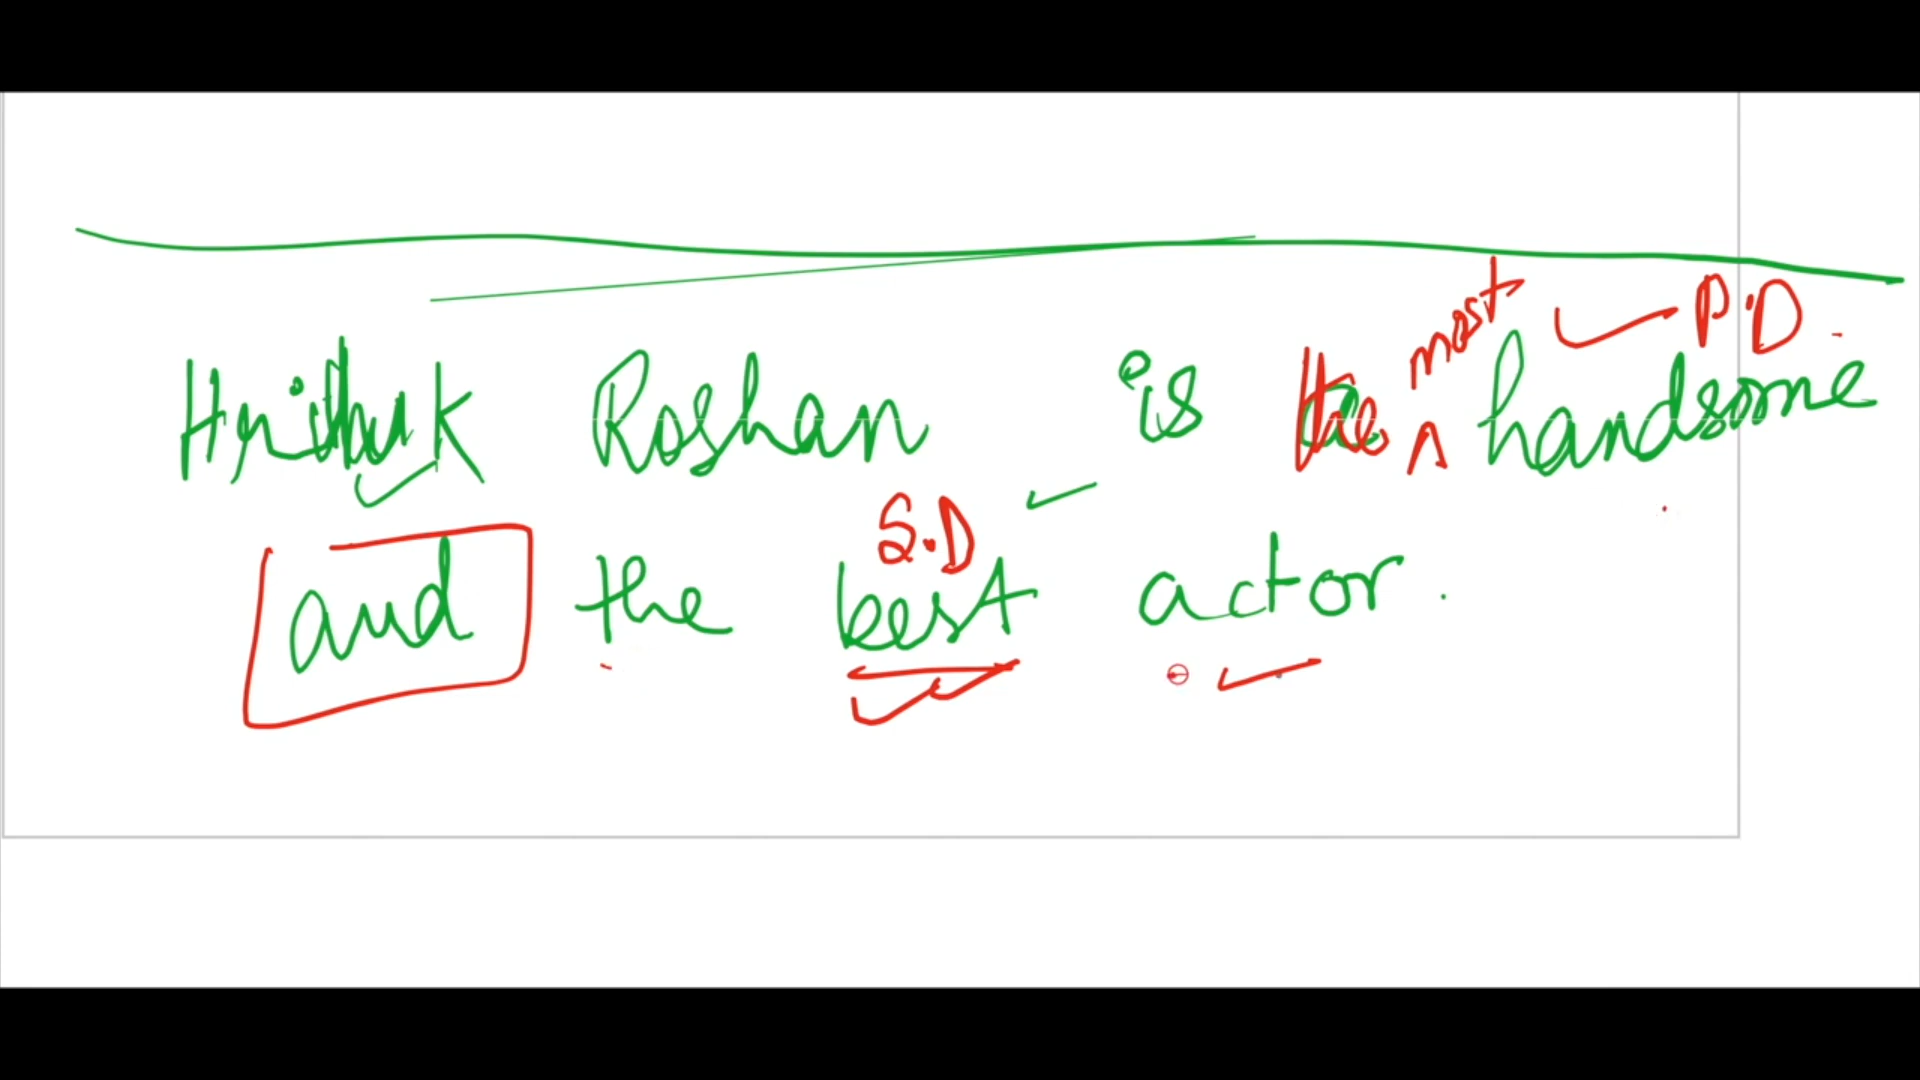 most P.D.
Hrithik Roshan is the ^ handsome
S.D
and the best actor.